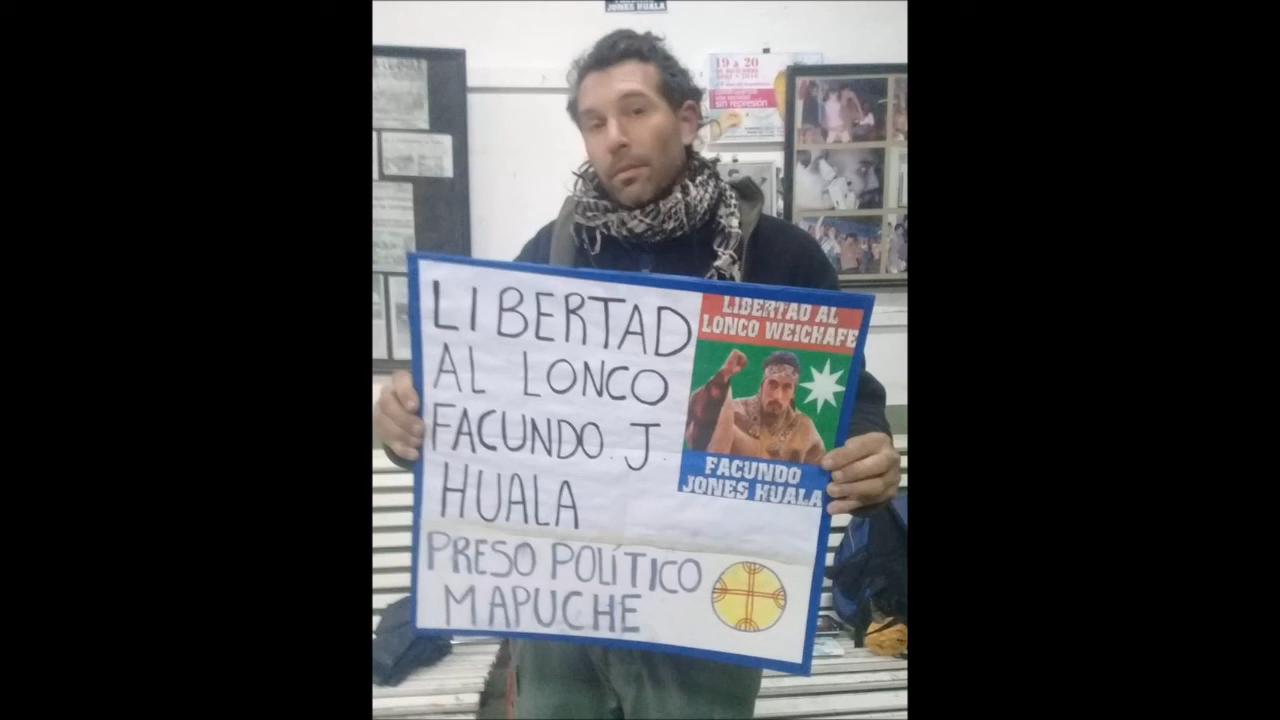 JONES HUALA
19 a 20
sin represión
LIBERTAD
AL LONCO
FACUNDO. J.
HUALA
PRESO POLÍTICO
MAPUCHE
LIBERTAD AL
LONCO WEICHAFE
FACUNDO
JONES HUALA